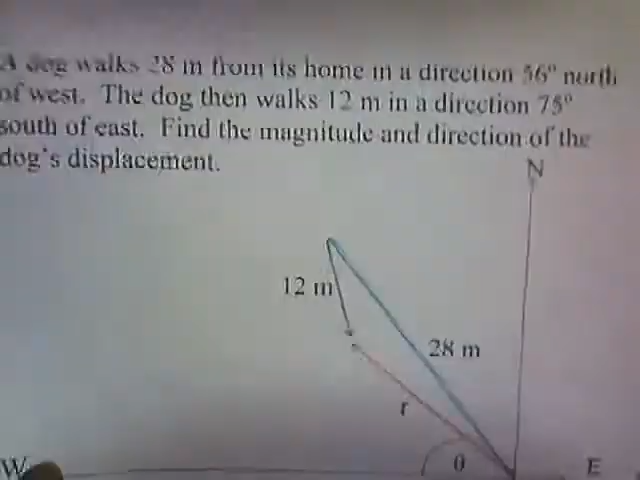 A dog walks 28 m from its home in a direction 56° north
of west. The dog then walks 12 m in a direction 75°
south of east. Find the magnitude and direction of the
dog's displacement.
N
12 m
28 m
r
θ
W
E